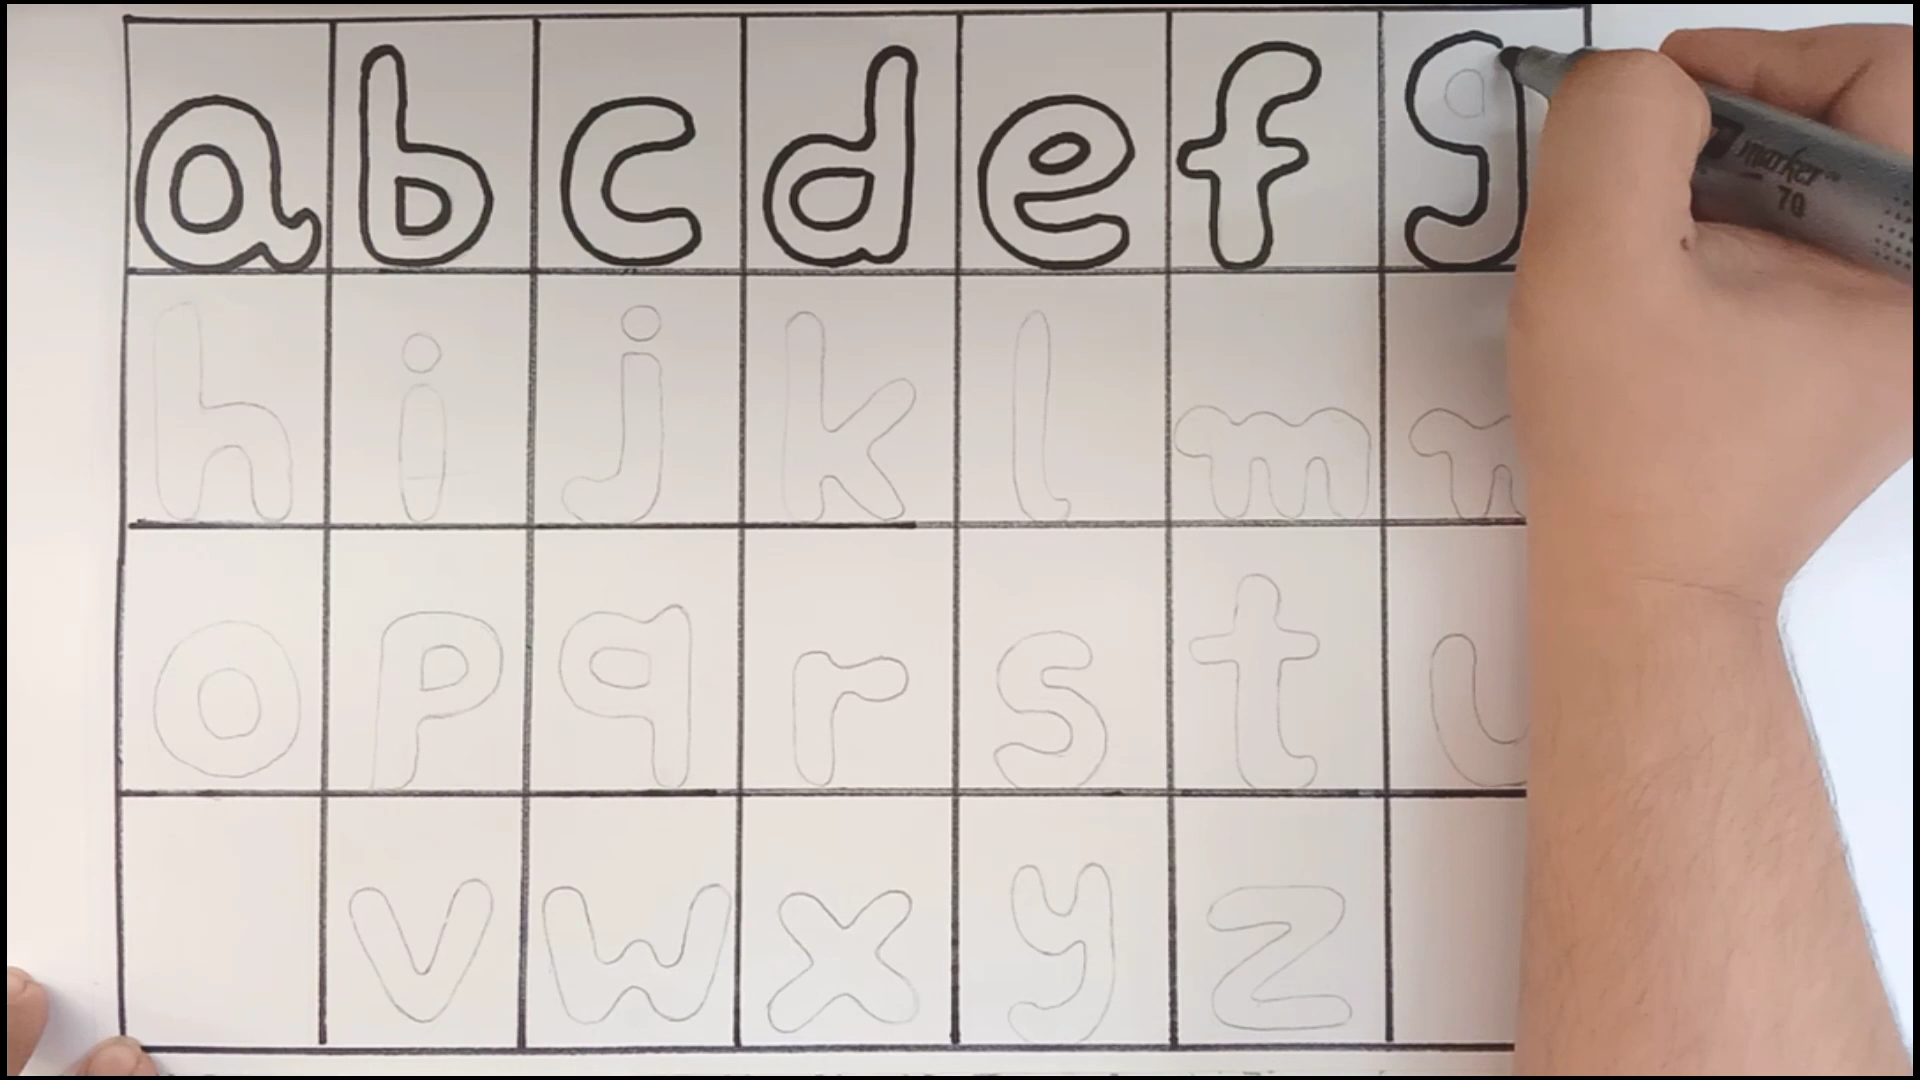 a b c d e f g
h i j k l m n
o p q r s t u
v w x y z
marker
70